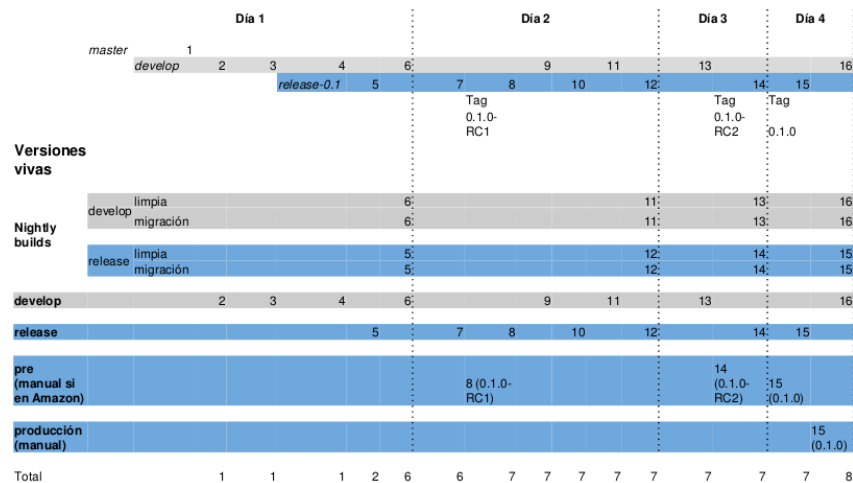 Día 1 Día 2 Día 3 Día 4
master 1
develop 2 3 4 6 9 11 13 16
release-0.1 5 7 8 10 12 14 15
Tag Tag Tag
0.1.0- 0.1.0-
RC1 RC2 0.1.0
Versiones
vivas
Nightly
builds
develop
limpia 6 11 13 16
migración 6 11 13 16
release
limpia 5 12 14 15
migración 5 12 14 15
develop 2 3 4 6 9 11 13 16
release 5 7 8 10 12 14 15
pre
(manual si
en Amazon)
8 (0.1.0-
RC1)
14
(0.1.0-
RC2)
15
(0.1.0)
producción
(manual)
15
(0.1.0)
Total 1 1 1 2 6 6 7 7 7 7 7 7 7 7 8